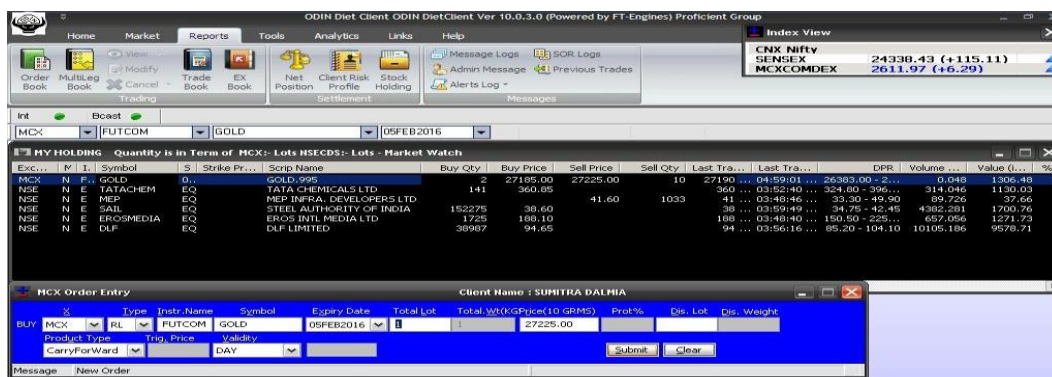 ODIN Diet Client ODIN DietClient Ver 10.0.3.0 (Powered by FT-Engines) Proficient Group
Home Market Reports Tools Analytics Links Help
Order Book MultiLeg Book View Modify Cancel Trade Book EX Book Net Position Client Risk Profile Stock Holding Message Logs SOR Logs
Admin Message Previous Trades
Alerts Log
Trading Settlement Messages
Index View
CNX Nifty
SENSEX 24338.43 (+115.11)
MCXCOMDEX 2611.97 (+6.29)
Int Bcast
MCX FUTCOM GOLD 05FEB2016
MY HOLDING Quantity is in Term of MCX:- Lots NSECDS:- Lots - Market Watch
Exc... M I. Symbol S Strike Pr... Scrip Name Buy Qty Buy Price Sell Price Sell Qty Last Tra... Last Tra... DPR Volume ... Value (i... %
MCX N F.. GOLD 0.. GOLD.995 2 27185.00 27225.00 10 27190 ... 04:59:01 ... 26383.00 - 2... 0.048 1306.48
NSE N E TATACHEM EQ TATA CHEMICALS LTD 141 360.85 360 ... 03:52:40 ... 324.80 - 396... 314.046 1130.03
NSE N E MEP EQ MEP INFRA. DEVELOPERS LTD 41.60 1033 41 ... 03:48:46 ... 33.30 - 49.90 89.726 37.66
NSE N E SAIL EQ STEEL AUTHORITY OF INDIA 152275 38.60 38 ... 03:59:49 ... 34.75 - 42.45 4382.281 1700.76
NSE N E EROSMEDIA EQ EROS INTL MEDIA LTD 1725 188.10 188 ... 03:48:40 ... 150.50 - 225... 657.056 1271.73
NSE N E DLF EQ DLF LIMITED 38987 94.65 94 ... 03:56:16 ... 85.20 - 104.10 10105.186 9578.71
MCX Order Entry Client Name : SUMITRA DALMIA
X Type Instr.Name Symbol Expiry Date Total Lot Total.Wt(KGPrice(10 GRMS) Prot% Dis. Lot Dis. Weight
BUY MCX RL FUTCOM GOLD 05FEB2016 1 1 27225.00
Product Type Trig. Price Validity
CarryForWard DAY Submit Clear
Message New Order